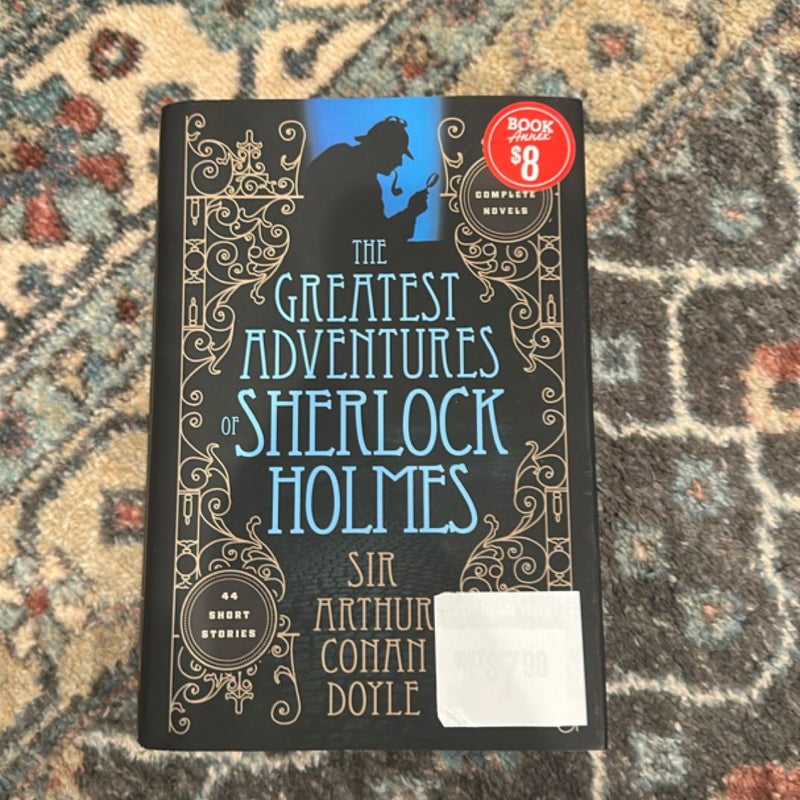 BOOK
Annex
$8
COMPLETE
NOVELS
THE
GREATEST
ADVENTURES
OF SHERLOCK
HOLMES
44
SHORT
STORIES
SIR
ARTHUR
CONAN
DOYLE